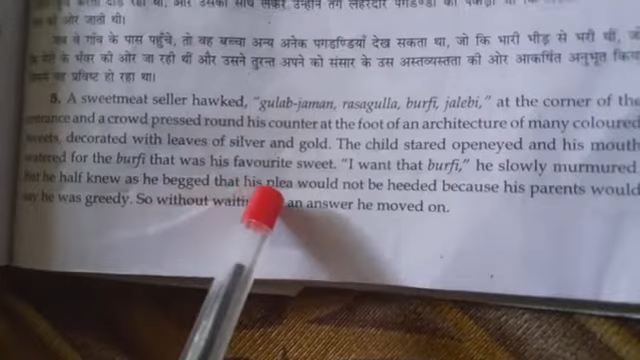 को ओर जाती थी।
जब वे गाँव के पास पहुँचे, तो वह बच्चा अन्य अनेक पगडण्डियाँ देख सकता था, जो कि भारी भीड़ से भरी थीं,
के भँवर की ओर जा रही थीं और उसने तुरन्त अपने को संसार के उस अस्तव्यस्तता की ओर आकर्षित अनुभूत
वह प्रविष्ट हो रहा था।
5. A sweetmeat seller hawked, "gulab-jaman, rasagulla, burfi, jalebi," at the corner of the
and a crowd pressed round his counter at the foot of an architecture of many coloured
decorated with leaves of silver and gold. The child stared openeyed and his mouth
for the burfi that was his favourite sweet. "I want that burfi," he slowly murmured
he half knew as he begged that his plea would not be heeded because his parents would
he was greedy. So without an answer he moved on.